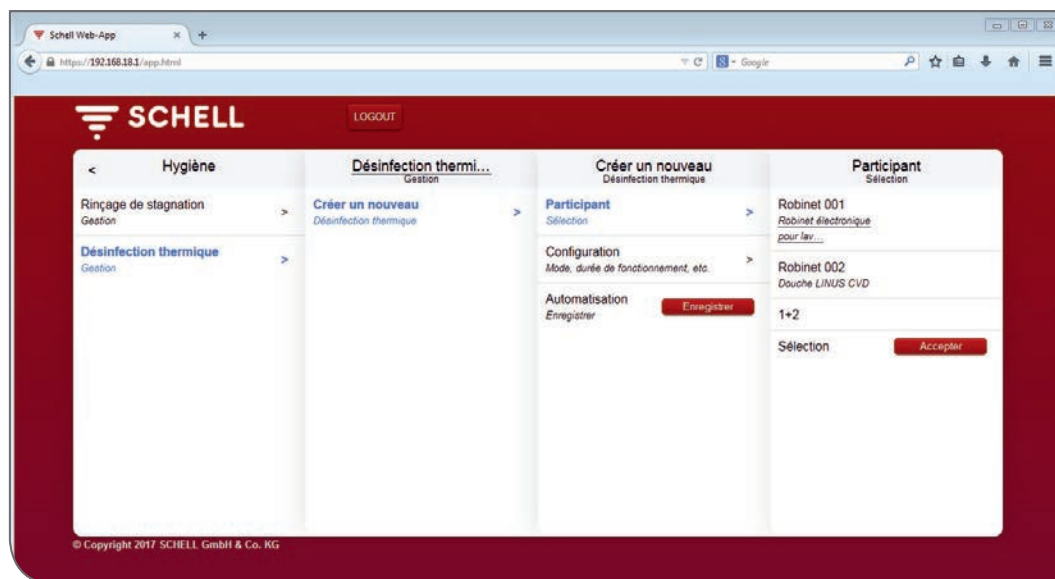 Schell Web-App
https://192.168.18.1/app.html
Google
SCHELL
LOGOUT
< Hygiène
Rinçage de stagnation >
Gestion
Désinfection thermique >
Gestion
Désinfection thermi...
Gestion
Créer un nouveau >
Désinfection thermique
Créer un nouveau
Désinfection thermique
Participant >
Sélection
Configuration >
Mode, durée de fonctionnement, etc.
Automatisation
Enregistrer
Enregistrer
Participant
Sélection
Robinet 001
Robinet électronique
pour lav...
Robinet 002
Douche LINUS CVD
1+2
Sélection
Accepter
© Copyright 2017 SCHELL GmbH & Co. KG